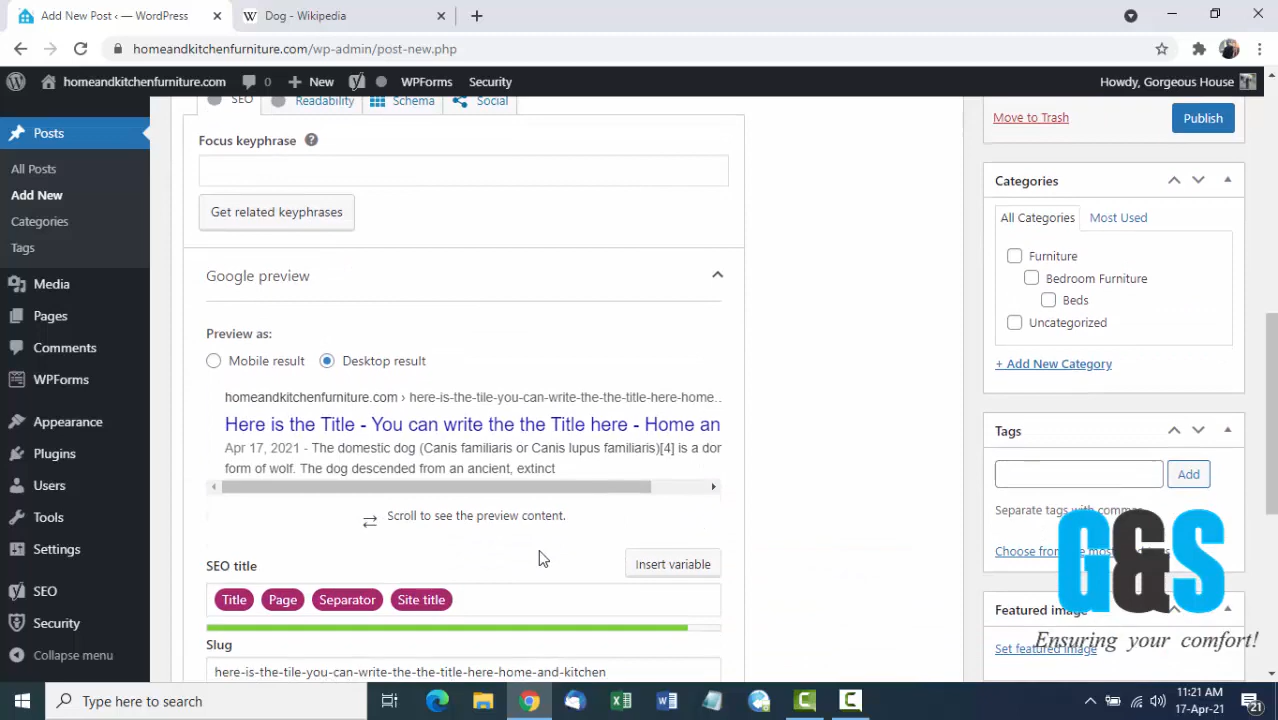 Add New Post ‹ — WordPress
Dog - Wikipedia
homeandkitchenfurniture.com/wp-admin/post-new.php
homeandkitchenfurniture.com
0
New
WPForms
Security
Howdy, Gorgeous House
Posts
All Posts
Add New
Categories
Tags
Media
Pages
Comments
WPForms
Appearance
Plugins
Users
Tools
Settings
SEO
Security
Collapse menu
SEO
Readability
Schema
Social
Focus keyphrase
Get related keyphrases
Google preview
Preview as:
Mobile result
Desktop result
homeandkitchenfurniture.com › here-is-the-tile-you-can-write-the-the-title-here-home...
Here is the Title - You can write the the Title here - Home an
Apr 17, 2021 - The domestic dog (Canis familiaris or Canis lupus familiaris)[4] is a dor
form of wolf. The dog descended from an ancient, extinct
Scroll to see the preview content.
SEO title
Insert variable
Title
Page
Separator
Site title
Slug
here-is-the-tile-you-can-write-the-the-title-here-home-and-kitchen
Move to Trash
Publish
Categories
All Categories
Most Used
Furniture
Bedroom Furniture
Beds
Uncategorized
+ Add New Category
Tags
Add
Separate tags with commas
Choose from the most
Featured image
Set featured image
G&S
Ensuring your comfort!
Type here to search
11:21 AM
17-Apr-21
21